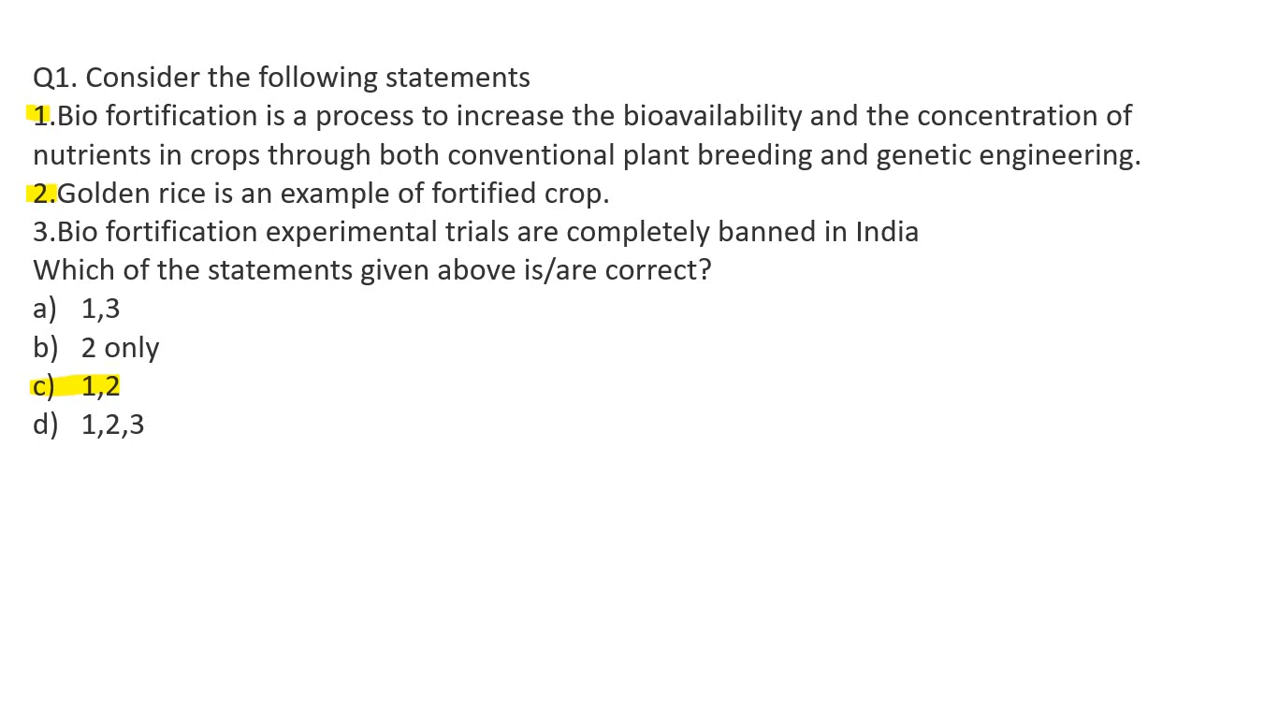 Q1. Consider the following statements
1.Bio fortification is a process to increase the bioavailability and the concentration of
nutrients in crops through both conventional plant breeding and genetic engineering.
2.Golden rice is an example of fortified crop.
3.Bio fortification experimental trials are completely banned in India
Which of the statements given above is/are correct?
a) 1,3
b) 2 only
c) 1,2
d) 1,2,3